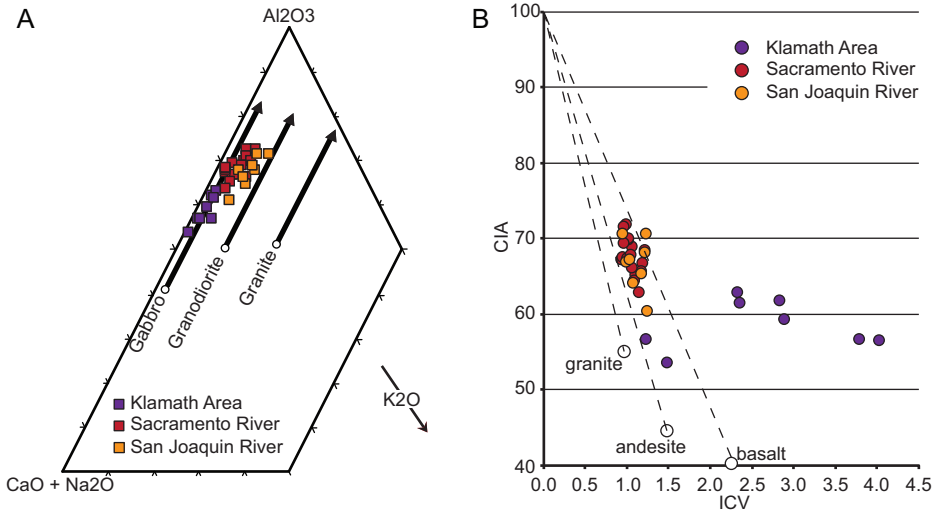 A
Al2O3
Gabbro
Granodiorite
Granite
K2O
Klamath Area
Sacramento River
San Joaquin River
CaO + Na2O
B
100
90
80
70
60
50
40
CIA
Klamath Area
Sacramento River
San Joaquin River
granite
andesite
basalt
0.0 0.5 1.0 1.5 2.0 2.5 3.0 3.5 4.0 4.5
ICV